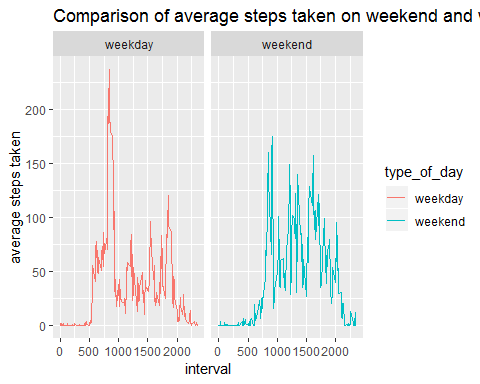 Comparison of average steps taken on weekend and
weekday weekend
200
150
100
50
0
average steps taken
0 500 1000 1500 2000 0 500 1000 1500 2000
interval
type_of_day
weekday
weekend